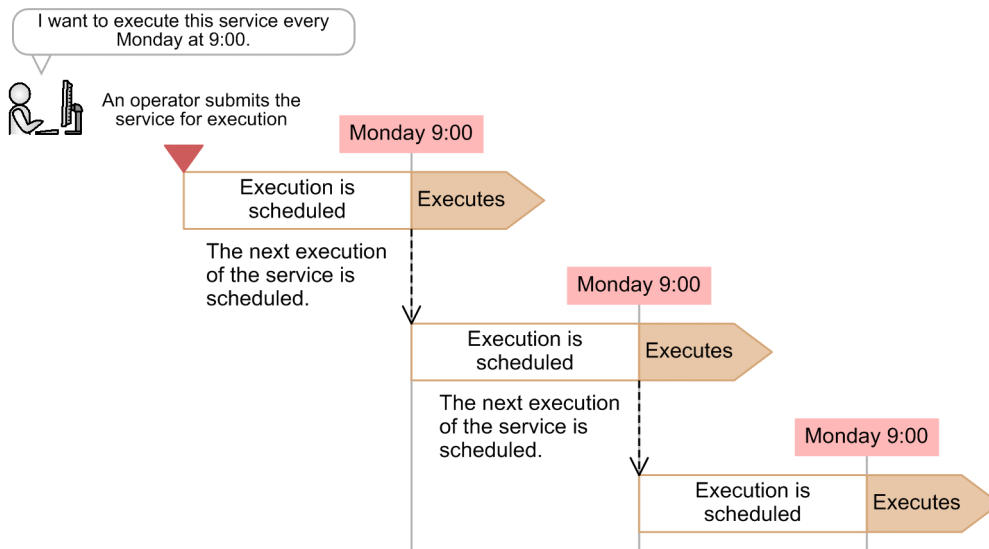 I want to execute this service every
Monday at 9:00.
An operator submits the
service for execution
Monday 9:00
Execution is
scheduled
Executes
The next execution
of the service is
scheduled.
Monday 9:00
Execution is
scheduled
Executes
The next execution
of the service is
scheduled.
Monday 9:00
Execution is
scheduled
Executes